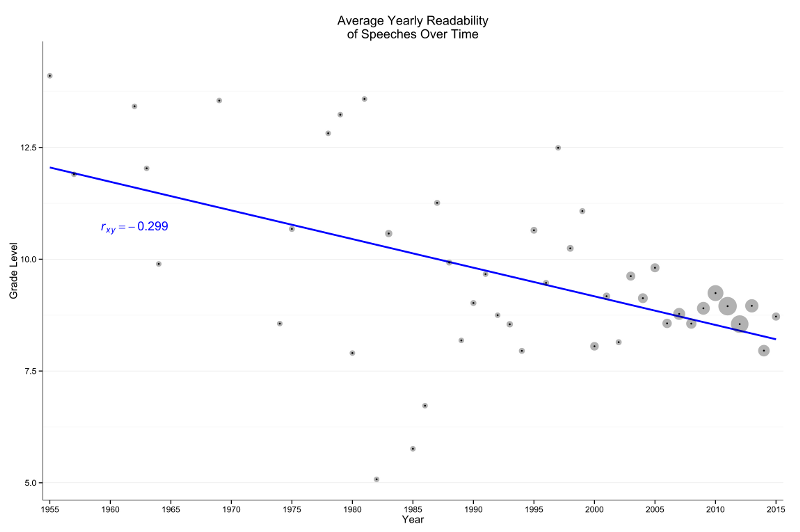 Average Yearly Readability
of Speeches Over Time
Grade Level
12.5
10.0
7.5
5.0
r_xy = − 0.299
1955 1960 1965 1970 1975 1980 1985 1990 1995 2000 2005 2010 2015
Year